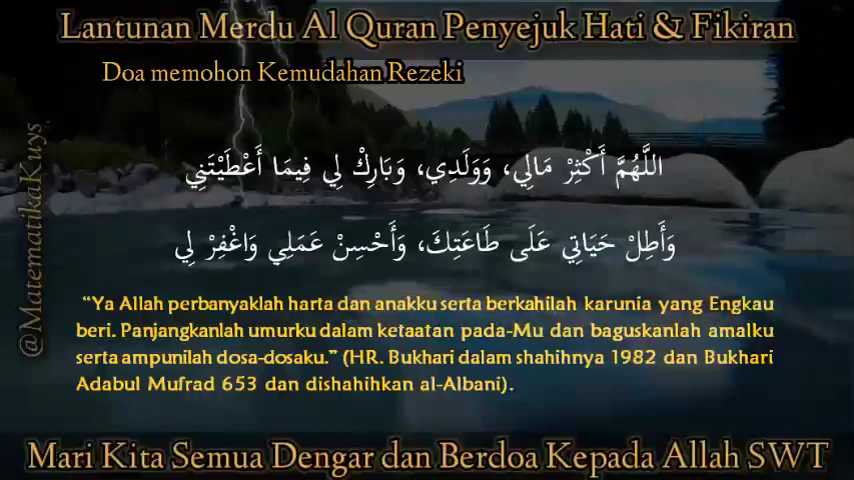 Lantunan Merdu Al Quran Penyejuk Hati & Fikiran
Doa memohon Kemudahan Rezeki
اللَّهُمَّ أَكْثِرْ مَالِي، وَوَلَدِي، وَبَارِكْ لِي فِيمَا أَعْطَيْتَنِي
وَأَطِلْ حَيَاتِي عَلَى طَاعَتِكَ، وَأَحْسِنْ عَمَلِي وَاغْفِرْ لِي
“Ya Allah perbanyaklah harta dan anakku serta berkahilah karunia yang Engkau
beri. Panjangkanlah umurku dalam ketaatan pada-Mu dan baguskanlah amalku
serta ampunilah dosa-dosaku.” (HR. Bukhari dalam shahihnya 1982 dan Bukhari
Adabul Mufrad 653 dan dishahihkan al-Albani).
@MatematikaKuys
Mari Kita Semua Dengar dan Berdoa Kepada Allah SWT